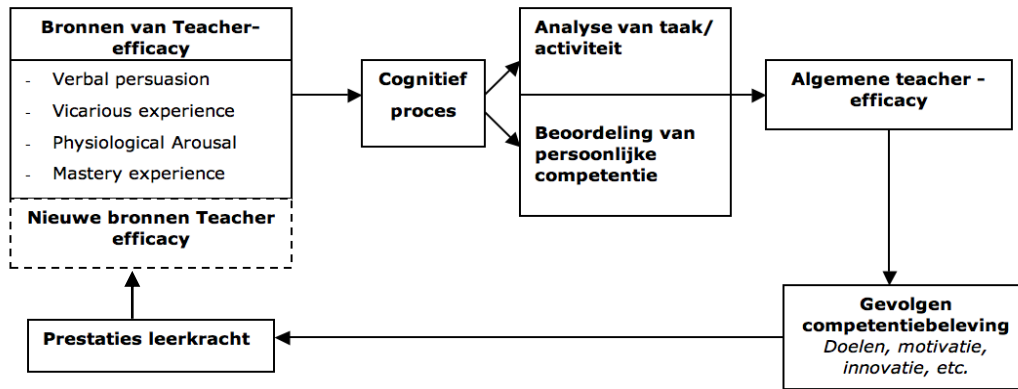 Bronnen van Teacher-
efficacy
- Verbal persuasion
- Vicarious experience
- Physiological Arousal
- Mastery experience
Nieuwe bronnen Teacher
efficacy
Cognitief
proces
Analyse van taak/
activiteit
Beoordeling van
persoonlijke
competentie
Algemene teacher -
efficacy
Gevolgen
competentiebeleving
Doelen, motivatie,
innovatie, etc.
Prestaties leerkracht